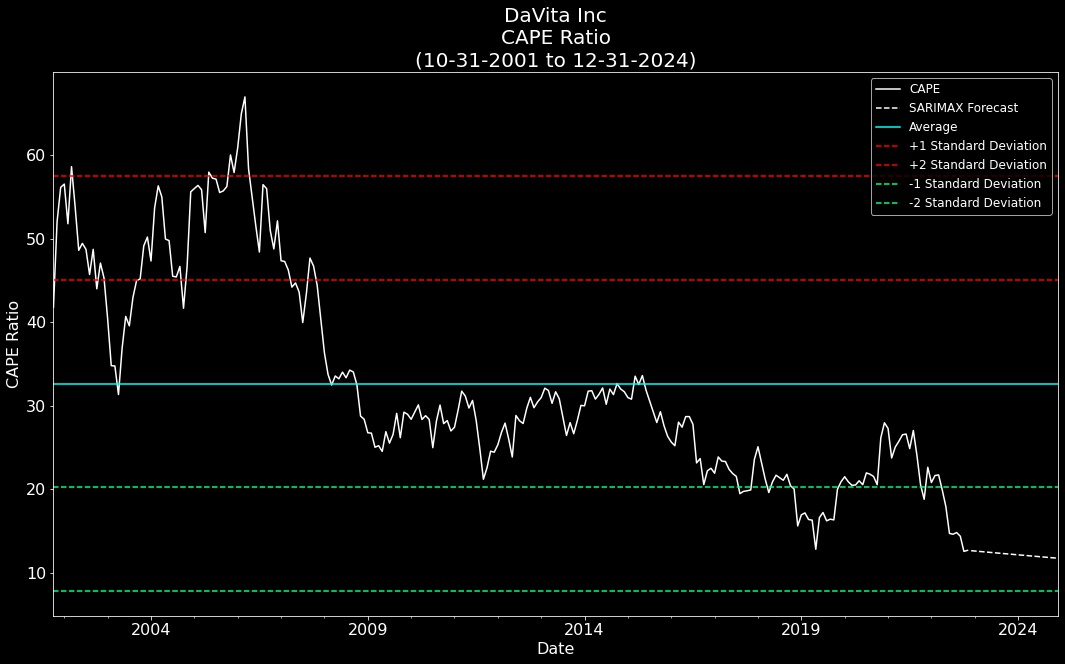 DaVita Inc
CAPE Ratio
(10-31-2001 to 12-31-2024)
CAPE
SARIMAX Forecast
Average
+1 Standard Deviation
+2 Standard Deviation
-1 Standard Deviation
-2 Standard Deviation
CAPE Ratio
60
50
40
30
20
10
2004
2009
2014
2019
2024
Date